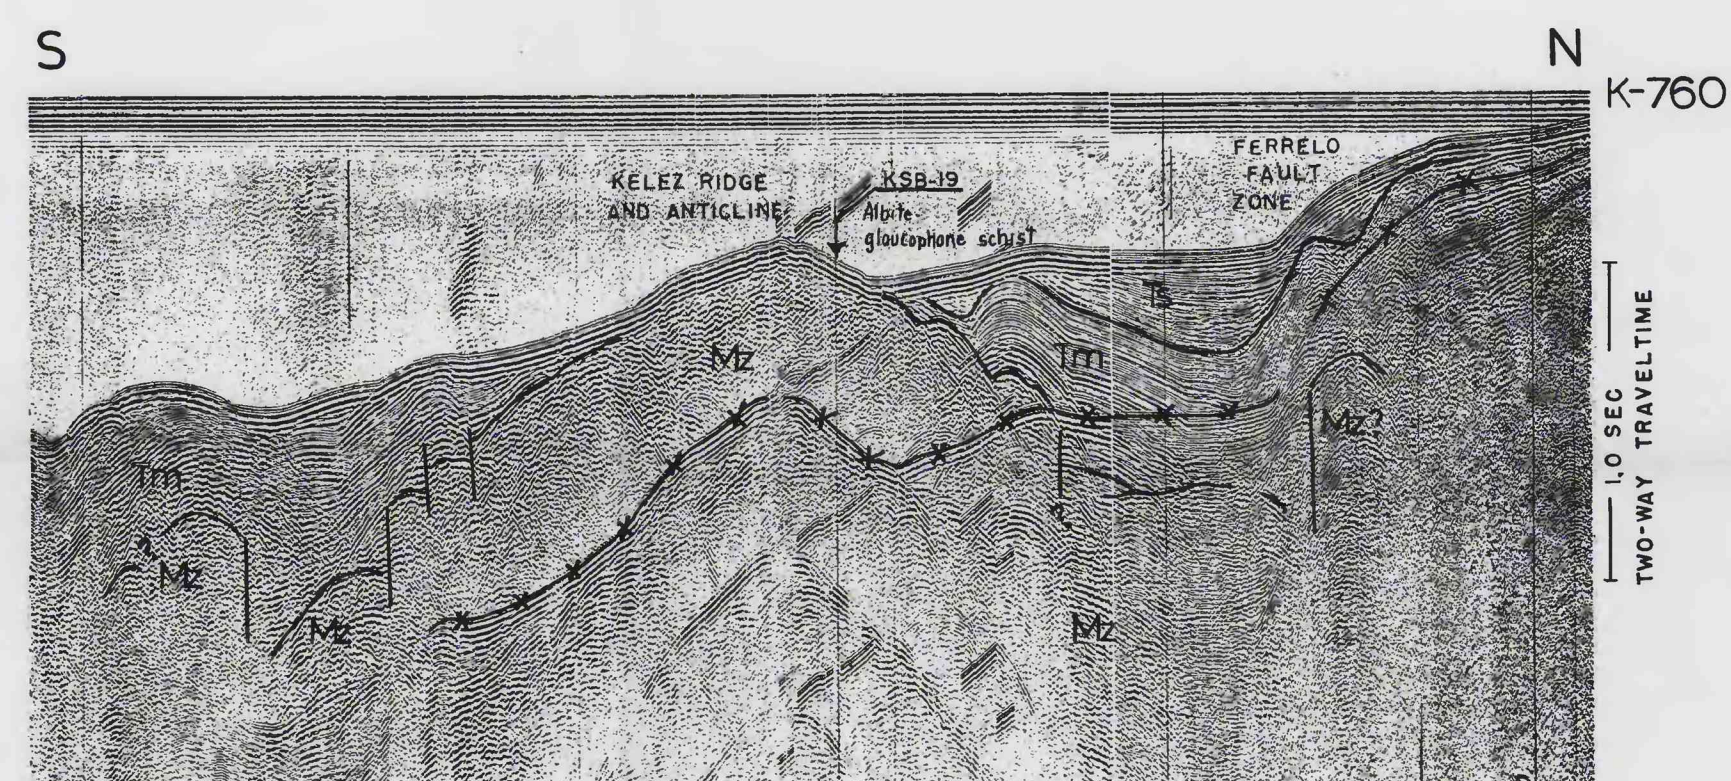 S
N
K-760
FERRELO
FAULT
ZONE
KELEZ RIDGE
AND ANTICLINE
KSB-19
Albite-
glaucophane schist
Ts
Mz
Tm
Mz?
Tm
?
Mz
Mz
?
Mz
1.0 SEC
TWO-WAY TRAVELTIME